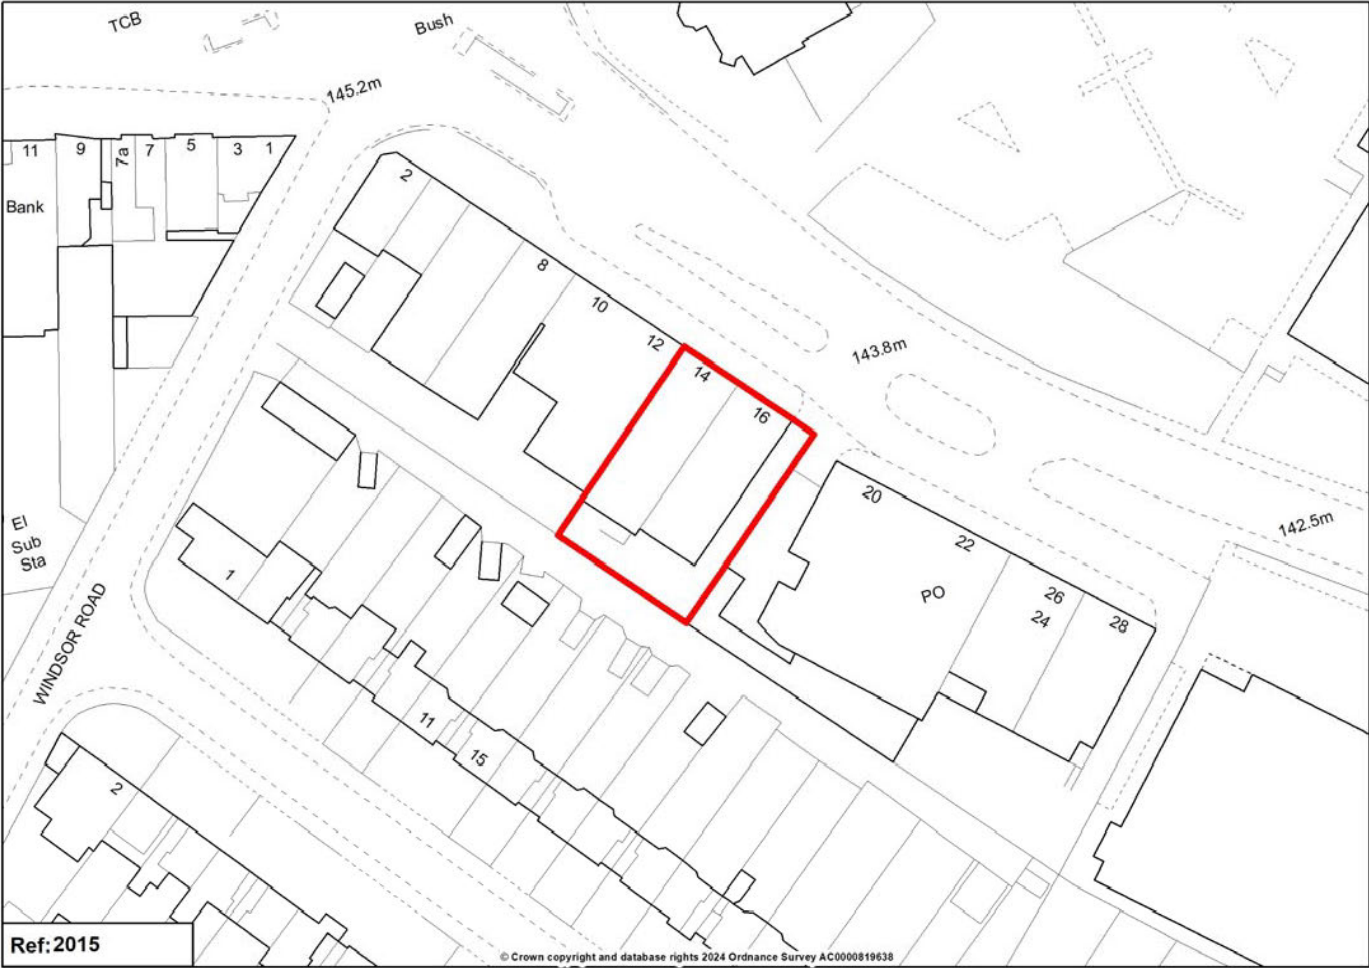 TCB
Bush
145.2m
11
9
7a
7
5
3
1
Bank
2
8
10
12
14
16
143.8m
20
22
PO
26
24
28
142.5m
El
Sub
Sta
WINDSOR ROAD
1
11
15
2
Ref:2015
© Crown copyright and database rights 2024 Ordnance Survey AC0000819638